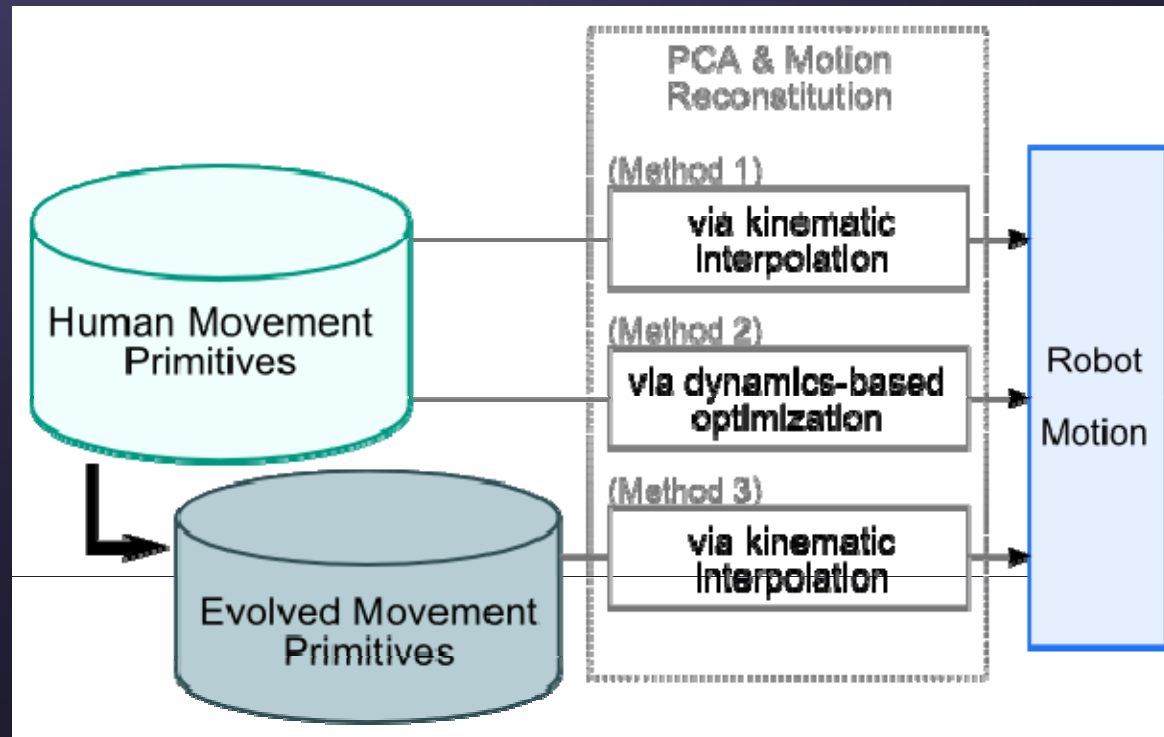 PCA & Motion
Reconstitution
(Method 1)
via kinematic
interpolation
Human Movement
Primitives
(Method 2)
via dynamics-based
optimization
Robot
Motion
(Method 3)
via kinematic
interpolation
Evolved Movement
Primitives